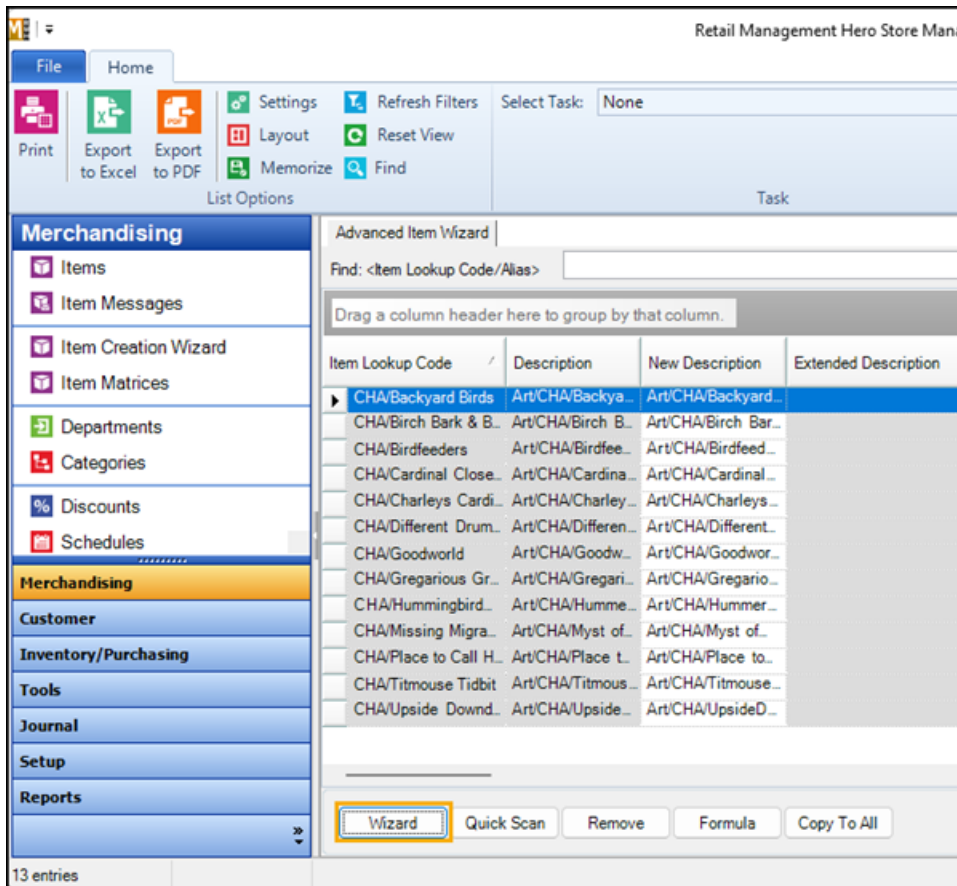 Retail Management Hero Store Mana
File
Home
Print
Export to Excel
Export to PDF
Settings
Layout
Memorize
Refresh Filters
Reset View
Find
List Options
Select Task: None
Task
Merchandising
Items
Item Messages
Item Creation Wizard
Item Matrices
Departments
Categories
Discounts
Schedules
Merchandising
Customer
Inventory/Purchasing
Tools
Journal
Setup
Reports
Advanced Item Wizard
Find: <Item Lookup Code/Alias>
Drag a column header here to group by that column.
Item Lookup Code Description New Description Extended Description
CHA/Backyard Birds Art/CHA/Backya... Art/CHA/Backyard...
CHA/Birch Bark & B... Art/CHA/Birch B... Art/CHA/Birch Bar...
CHA/Birdfeeders Art/CHA/Birdfee... Art/CHA/Birdfeed...
CHA/Cardinal Close... Art/CHA/Cardina... Art/CHA/Cardinal...
CHA/Charleys Cardi... Art/CHA/Charley... Art/CHA/Charleys...
CHA/Different Drum... Art/CHA/Differen... Art/CHA/Different...
CHA/Goodworld Art/CHA/Goodw... Art/CHA/Goodwor...
CHA/Gregarious Gr... Art/CHA/Gregari... Art/CHA/Gregario...
CHA/Hummingbird... Art/CHA/Humme... Art/CHA/Hummer...
CHA/Missing Migra... Art/CHA/Myst of... Art/CHA/Myst of...
CHA/Place to Call H... Art/CHA/Place t... Art/CHA/Place to...
CHA/Titmouse Tidbit Art/CHA/Titmous... Art/CHA/Titmouse...
CHA/Upside Downd... Art/CHA/Upside... Art/CHA/UpsideD...
Wizard Quick Scan Remove Formula Copy To All
13 entries